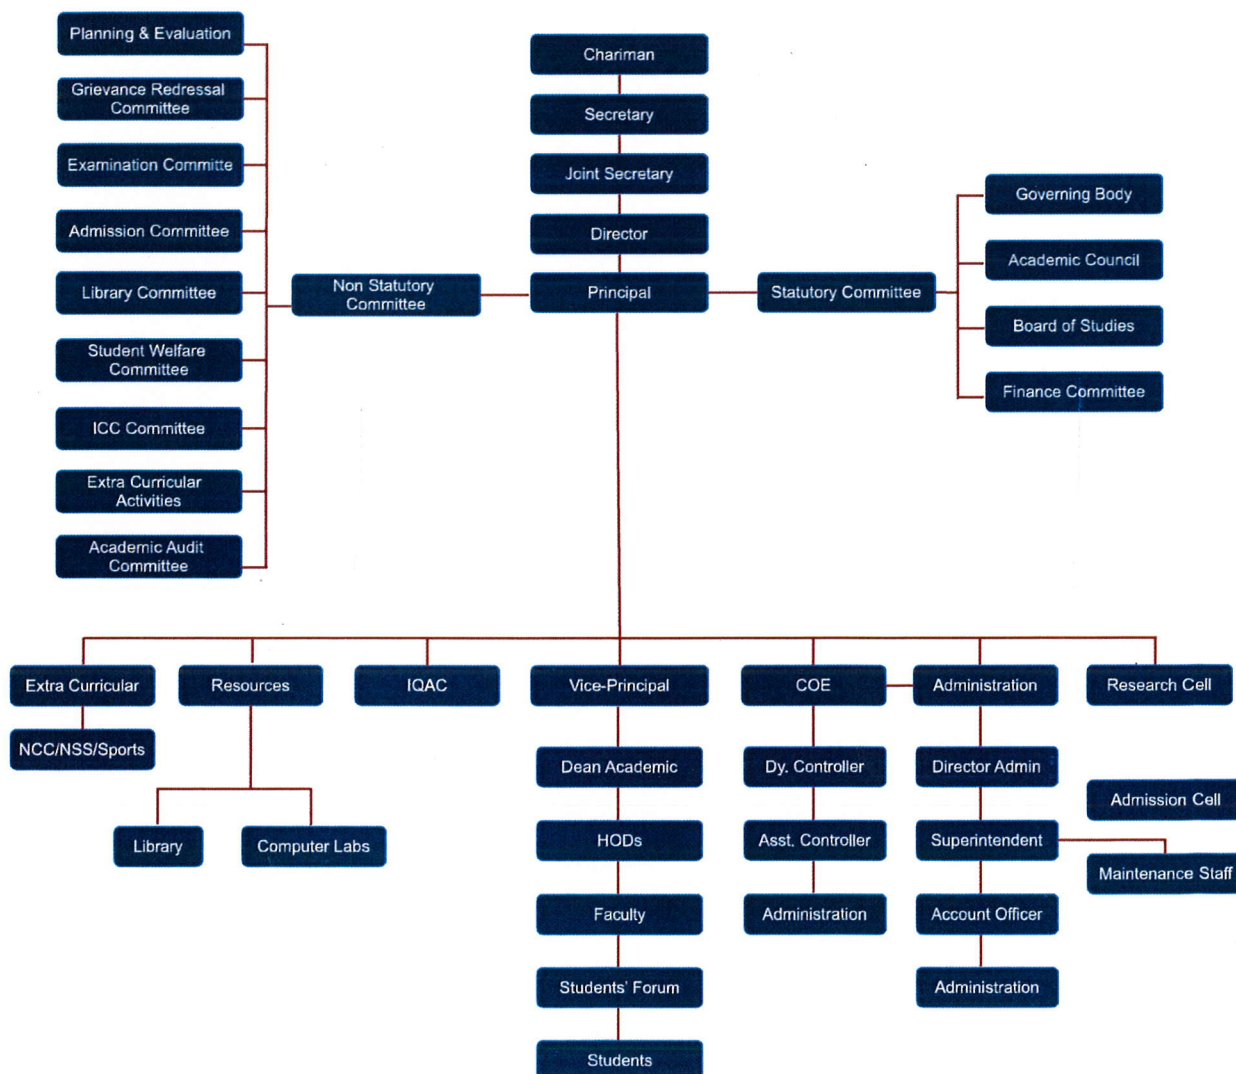 Planning & Evaluation
Grievance Redressal
Committee
Examination Committe
Admission Committee
Library Committee
Student Welfare
Committee
ICC Committee
Extra Curricular
Activities
Academic Audit
Committee
Non Statutory
Committee
Chariman
Secretary
Joint Secretary
Director
Principal
Statutory Committee
Governing Body
Academic Council
Board of Studies
Finance Committee
Extra Curricular
Resources
IQAC
Vice-Principal
COE
Administration
Research Cell
NCC/NSS/Sports
Library
Computer Labs
Dean Academic
HODs
Faculty
Students' Forum
Students
Dy. Controller
Asst. Controller
Administration
Director Admin
Superintendent
Account Officer
Administration
Admission Cell
Maintenance Staff